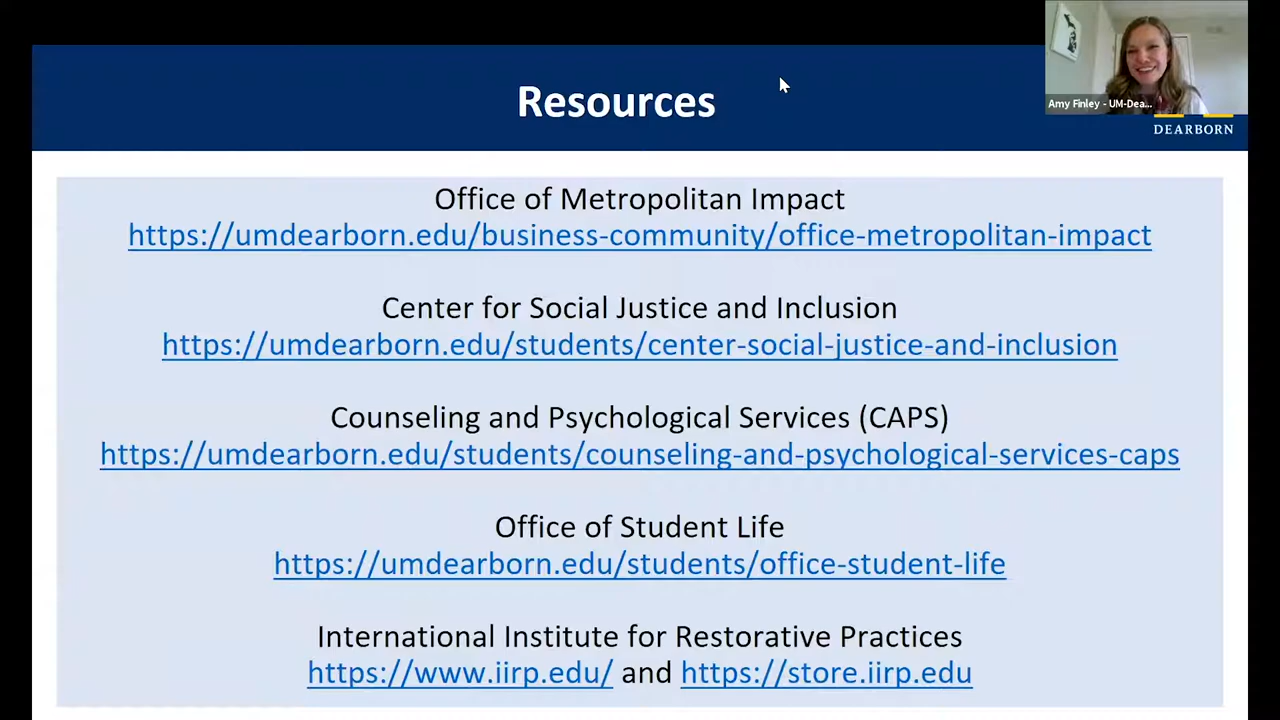 Resources
Amy Finley - UM-Dea...
DEARBORN
Office of Metropolitan Impact
https://umdearborn.edu/business-community/office-metropolitan-impact
Center for Social Justice and Inclusion
https://umdearborn.edu/students/center-social-justice-and-inclusion
Counseling and Psychological Services (CAPS)
https://umdearborn.edu/students/counseling-and-psychological-services-caps
Office of Student Life
https://umdearborn.edu/students/office-student-life
International Institute for Restorative Practices
https://www.iirp.edu/ and https://store.iirp.edu